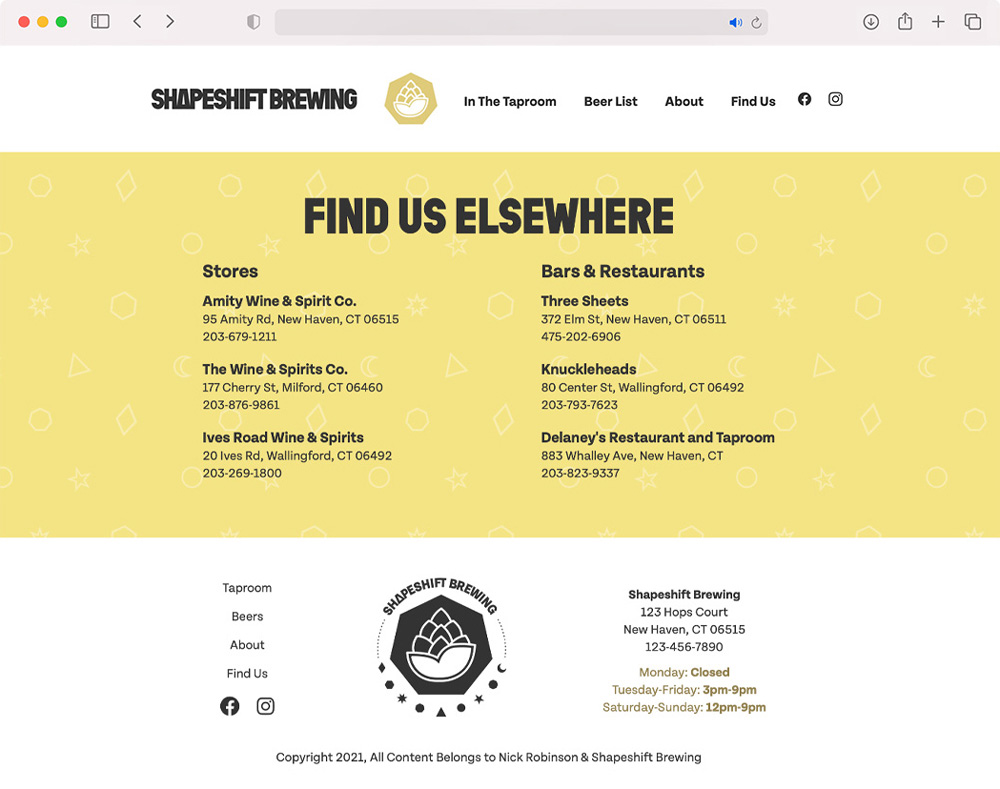 SHAPESHIFT BREWING
In The Taproom
Beer List
About
Find Us
FIND US ELSEWHERE
Stores
Amity Wine & Spirit Co.
95 Amity Rd, New Haven, CT 06515
203-679-1211
The Wine & Spirits Co.
177 Cherry St, Milford, CT 06460
203-876-9861
Ives Road Wine & Spirits
20 Ives Rd, Wallingford, CT 06492
203-269-1800
Bars & Restaurants
Three Sheets
372 Elm St, New Haven, CT 06511
475-202-6906
Knuckleheads
80 Center St, Wallingford, CT 06492
203-793-7623
Delaney's Restaurant and Taproom
883 Whalley Ave, New Haven, CT
203-823-9337
Taproom
Beers
About
Find Us
SHAPESHIFT BREWING
Shapeshift Brewing
123 Hops Court
New Haven, CT 06515
123-456-7890
Monday: Closed
Tuesday-Friday: 3pm-9pm
Saturday-Sunday: 12pm-9pm
Copyright 2021, All Content Belongs to Nick Robinson & Shapeshift Brewing